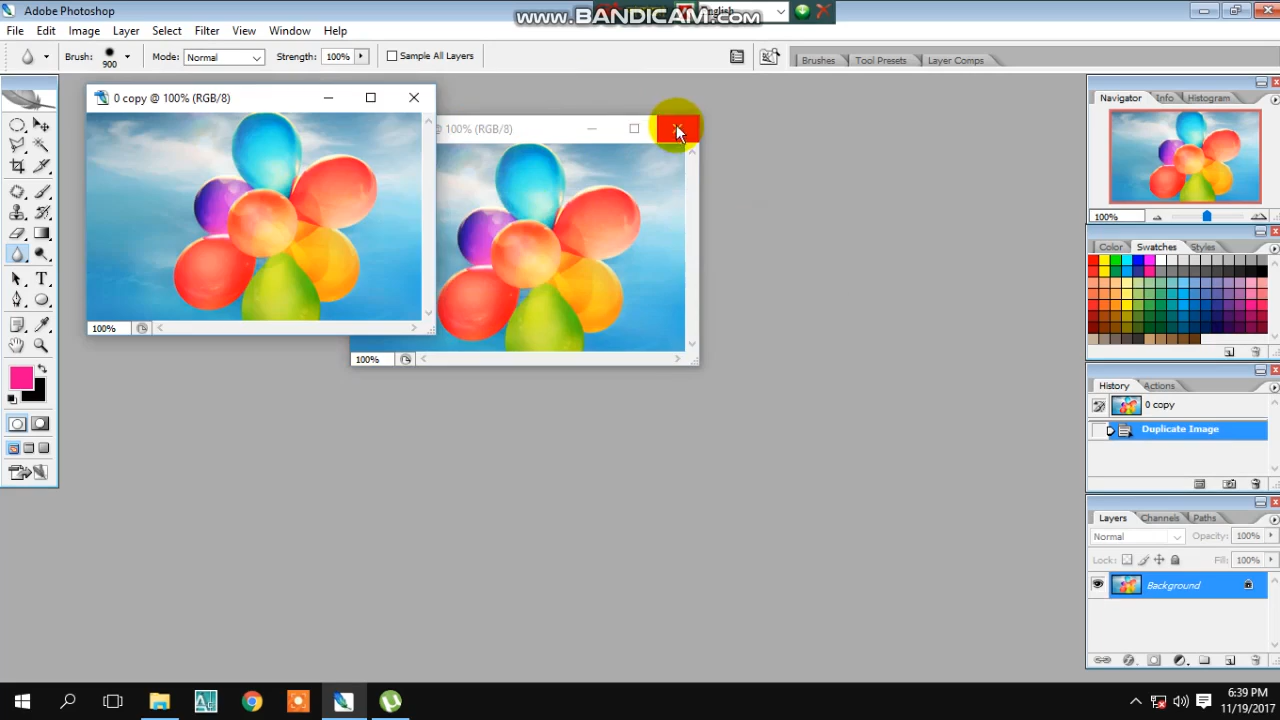 Adobe Photoshop
www.BANDICAM.com
English
File Edit Image Layer Select Filter View Window Help
Brush: 900 Mode: Normal Strength: 100% Sample All Layers
Brushes Tool Presets Layer Comps
0 copy @ 100% (RGB/8)
@ 100% (RGB/8)
100%
100%
Navigator Info Histogram
100%
Color Swatches Styles
History Actions
0 copy
Duplicate Image
Layers Channels Paths
Normal Opacity: 100%
Lock: Fill: 100%
Background
6:39 PM
11/19/2017